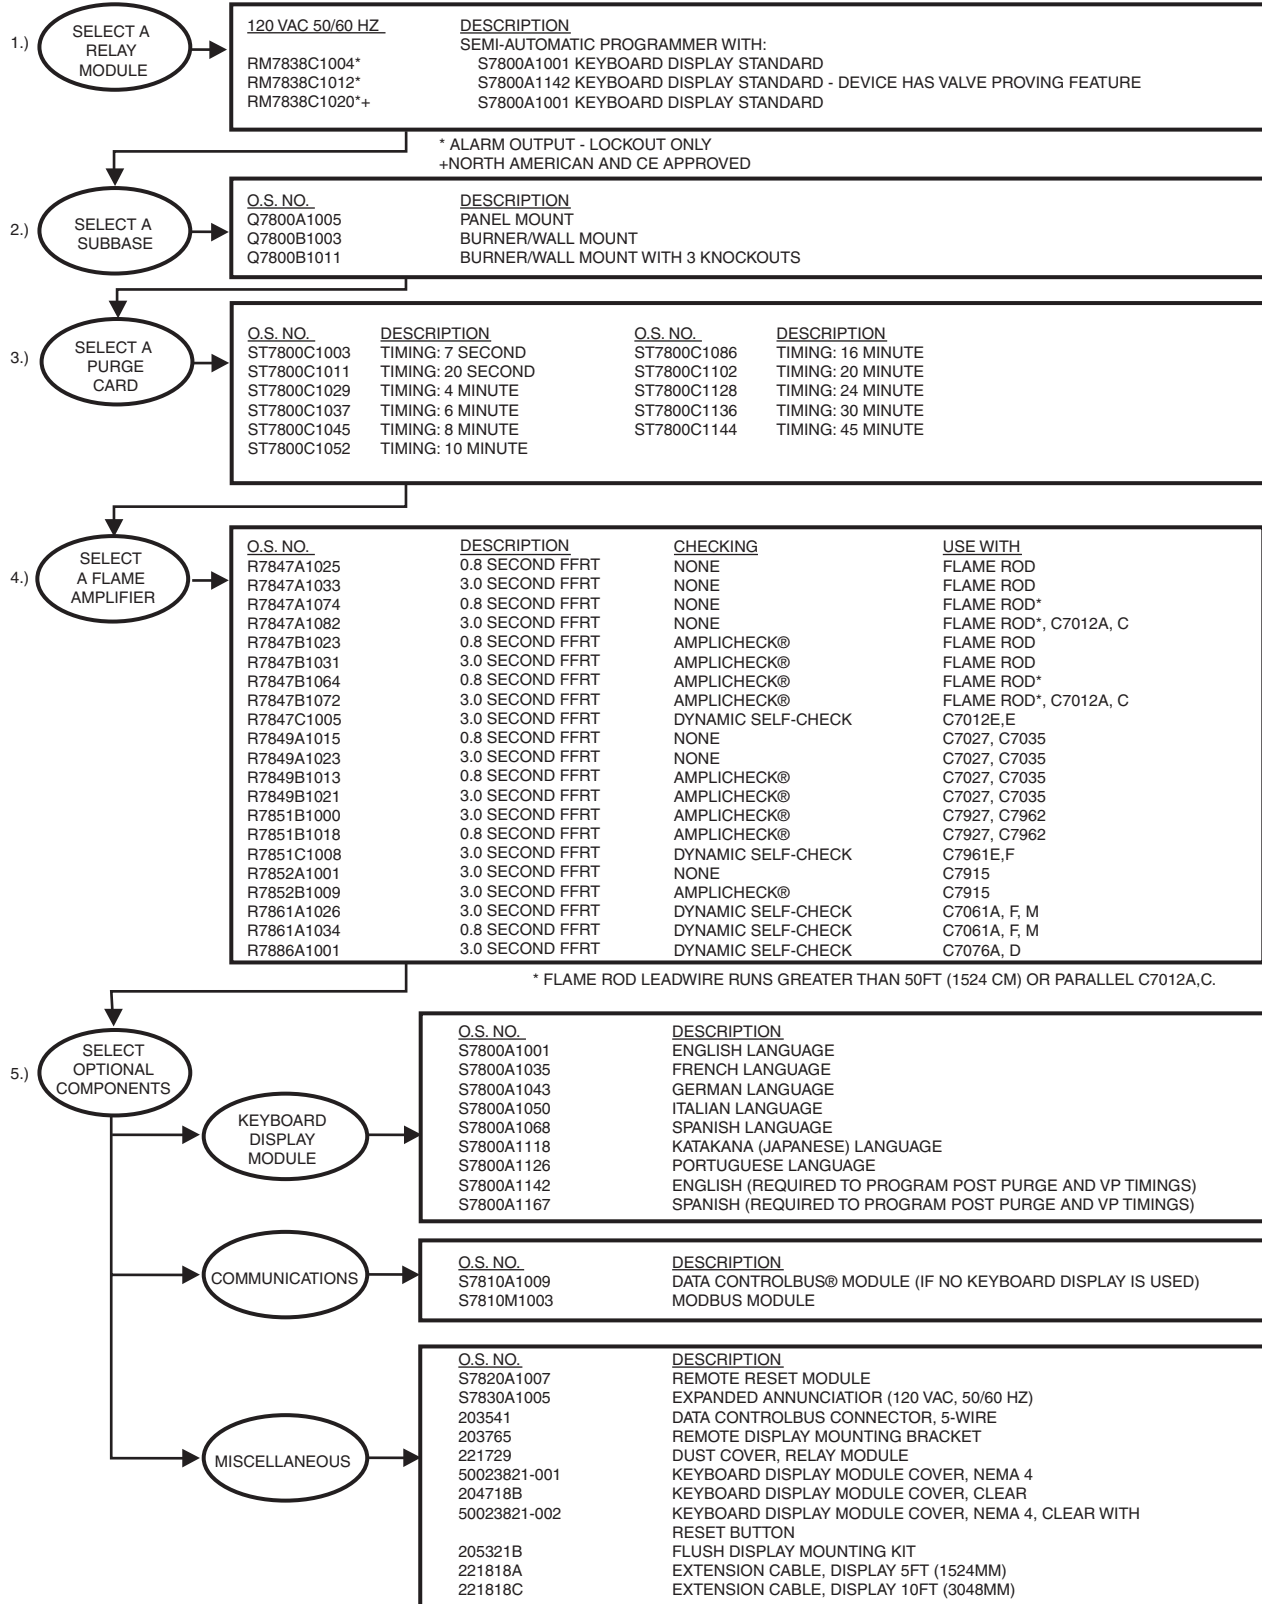 1.)
SELECT A
RELAY
MODULE
120 VAC 50/60 HZ DESCRIPTION
SEMI-AUTOMATIC PROGRAMMER WITH:
RM7838C1004* S7800A1001 KEYBOARD DISPLAY STANDARD
RM7838C1012* S7800A1142 KEYBOARD DISPLAY STANDARD - DEVICE HAS VALVE PROVING FEATURE
RM7838C1020*+ S7800A1001 KEYBOARD DISPLAY STANDARD
* ALARM OUTPUT - LOCKOUT ONLY
+NORTH AMERICAN AND CE APPROVED
2.)
SELECT A
SUBBASE
O.S. NO. DESCRIPTION
Q7800A1005 PANEL MOUNT
Q7800B1003 BURNER/WALL MOUNT
Q7800B1011 BURNER/WALL MOUNT WITH 3 KNOCKOUTS
3.)
SELECT A
PURGE
CARD
O.S. NO. DESCRIPTION O.S. NO. DESCRIPTION
ST7800C1003 TIMING: 7 SECOND ST7800C1086 TIMING: 16 MINUTE
ST7800C1011 TIMING: 20 SECOND ST7800C1102 TIMING: 20 MINUTE
ST7800C1029 TIMING: 4 MINUTE ST7800C1128 TIMING: 24 MINUTE
ST7800C1037 TIMING: 6 MINUTE ST7800C1136 TIMING: 30 MINUTE
ST7800C1045 TIMING: 8 MINUTE ST7800C1144 TIMING: 45 MINUTE
ST7800C1052 TIMING: 10 MINUTE
4.)
SELECT
A FLAME
AMPLIFIER
O.S. NO. DESCRIPTION CHECKING USE WITH
R7847A1025 0.8 SECOND FFRT NONE FLAME ROD
R7847A1033 3.0 SECOND FFRT NONE FLAME ROD
R7847A1074 0.8 SECOND FFRT NONE FLAME ROD*
R7847A1082 3.0 SECOND FFRT NONE FLAME ROD*, C7012A, C
R7847B1023 0.8 SECOND FFRT AMPLICHECK® FLAME ROD
R7847B1031 3.0 SECOND FFRT AMPLICHECK® FLAME ROD
R7847B1064 0.8 SECOND FFRT AMPLICHECK® FLAME ROD*
R7847B1072 3.0 SECOND FFRT AMPLICHECK® FLAME ROD*, C7012A, C
R7847C1005 3.0 SECOND FFRT DYNAMIC SELF-CHECK C7012E,E
R7849A1015 0.8 SECOND FFRT NONE C7027, C7035
R7849A1023 3.0 SECOND FFRT NONE C7027, C7035
R7849B1013 0.8 SECOND FFRT AMPLICHECK® C7027, C7035
R7849B1021 3.0 SECOND FFRT AMPLICHECK® C7027, C7035
R7851B1000 3.0 SECOND FFRT AMPLICHECK® C7927, C7962
R7851B1018 0.8 SECOND FFRT AMPLICHECK® C7927, C7962
R7851C1008 3.0 SECOND FFRT DYNAMIC SELF-CHECK C7961E,F
R7852A1001 3.0 SECOND FFRT NONE C7915
R7852B1009 3.0 SECOND FFRT AMPLICHECK® C7915
R7861A1026 3.0 SECOND FFRT DYNAMIC SELF-CHECK C7061A, F, M
R7861A1034 0.8 SECOND FFRT DYNAMIC SELF-CHECK C7061A, F, M
R7886A1001 3.0 SECOND FFRT DYNAMIC SELF-CHECK C7076A, D
* FLAME ROD LEADWIRE RUNS GREATER THAN 50FT (1524 CM) OR PARALLEL C7012A,C.
5.)
SELECT
OPTIONAL
COMPONENTS
KEYBOARD
DISPLAY
MODULE
O.S. NO. DESCRIPTION
S7800A1001 ENGLISH LANGUAGE
S7800A1035 FRENCH LANGUAGE
S7800A1043 GERMAN LANGUAGE
S7800A1050 ITALIAN LANGUAGE
S7800A1068 SPANISH LANGUAGE
S7800A1118 KATAKANA (JAPANESE) LANGUAGE
S7800A1126 PORTUGUESE LANGUAGE
S7800A1142 ENGLISH (REQUIRED TO PROGRAM POST PURGE AND VP TIMINGS)
S7800A1167 SPANISH (REQUIRED TO PROGRAM POST PURGE AND VP TIMINGS)
COMMUNICATIONS
O.S. NO. DESCRIPTION
S7810A1009 DATA CONTROLBUS® MODULE (IF NO KEYBOARD DISPLAY IS USED)
S7810M1003 MODBUS MODULE
MISCELLANEOUS
O.S. NO. DESCRIPTION
S7820A1007 REMOTE RESET MODULE
S7830A1005 EXPANDED ANNUNCIATIOR (120 VAC, 50/60 HZ)
203541 DATA CONTROLBUS CONNECTOR, 5-WIRE
203765 REMOTE DISPLAY MOUNTING BRACKET
221729 DUST COVER, RELAY MODULE
50023821-001 KEYBOARD DISPLAY MODULE COVER, NEMA 4
204718B KEYBOARD DISPLAY MODULE COVER, CLEAR
50023821-002 KEYBOARD DISPLAY MODULE COVER, NEMA 4, CLEAR WITH
RESET BUTTON
205321B FLUSH DISPLAY MOUNTING KIT
221818A EXTENSION CABLE, DISPLAY 5FT (1524MM)
221818C EXTENSION CABLE, DISPLAY 10FT (3048MM)